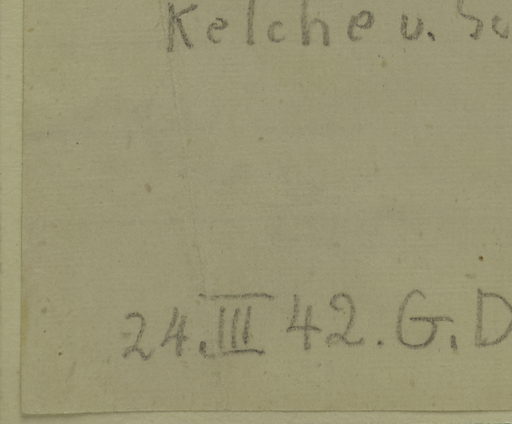 Kelche u.
24. III 42. G. D